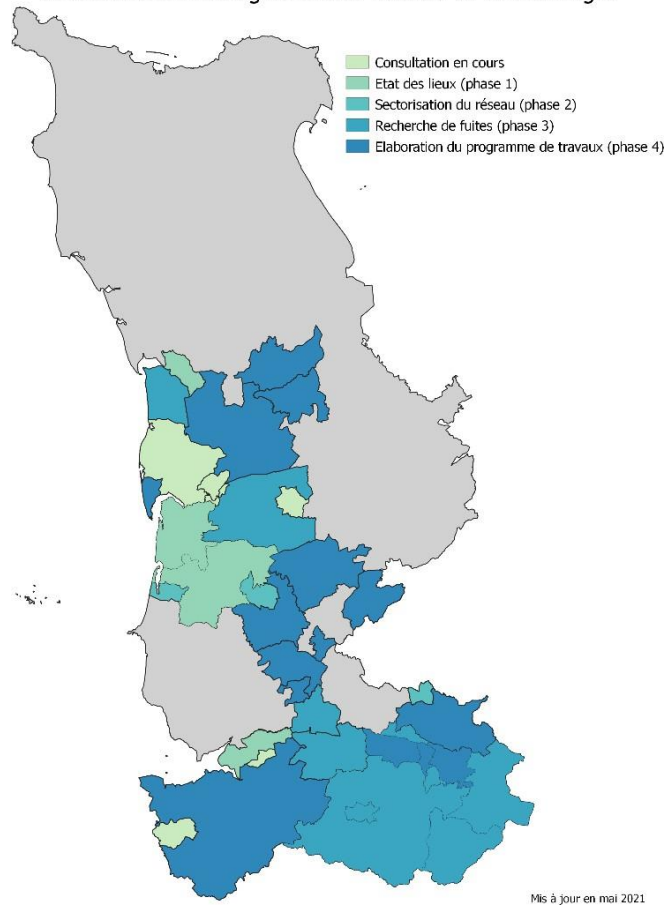 Consultation en cours
Etat des lieux (phase 1)
Sectorisation du réseau (phase 2)
Recherche de fuites (phase 3)
Elaboration du programme de travaux (phase 4)
Mis à jour en mai 2021